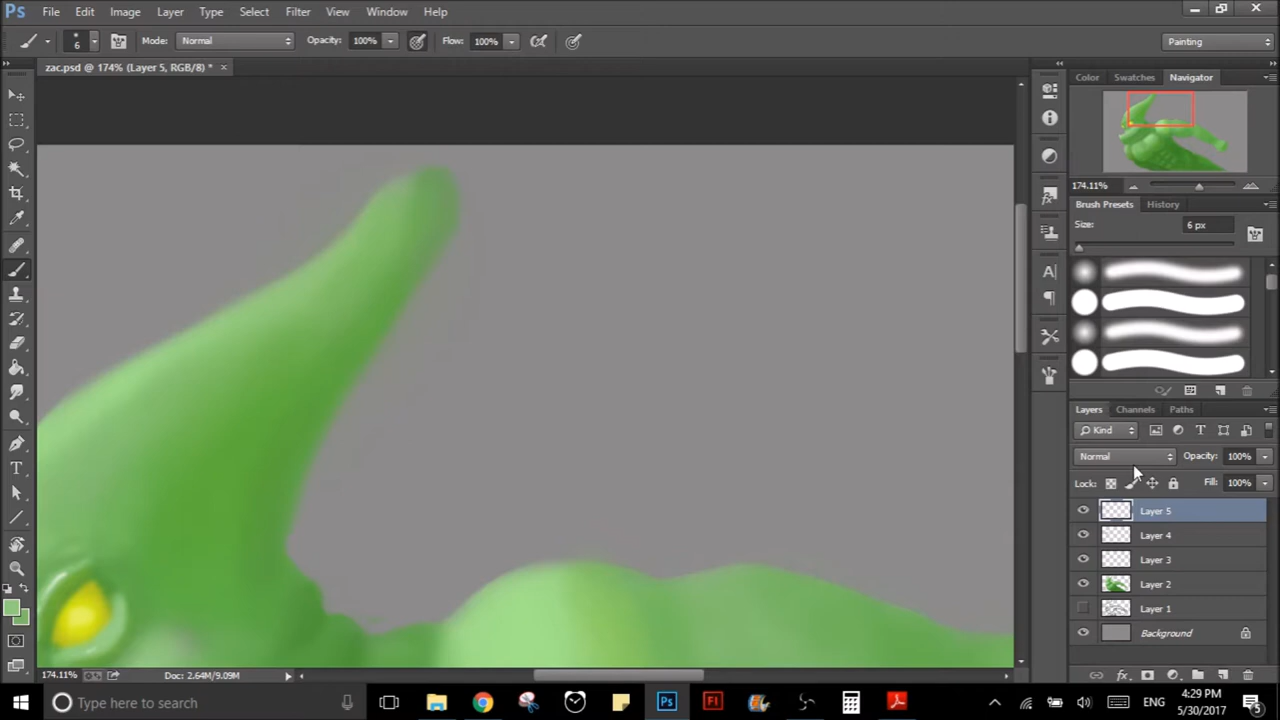 Ps File Edit Image Layer Type Select Filter View Window Help
6 Mode: Normal Opacity: 100% Flow: 100% Painting
zac.psd @ 174% (Layer 5, RGB/8) * ×
Color Swatches Navigator
174.11%
Brush Presets History
Size: 6 px
Layers Channels Paths
Kind
Normal Opacity: 100%
Lock: Fill: 100%
Layer 5
Layer 4
Layer 3
Layer 2
Layer 1
Background
174.11% Doc: 2.64M/9.09M
Type here to search
ENG
4:29 PM
5/30/2017
5